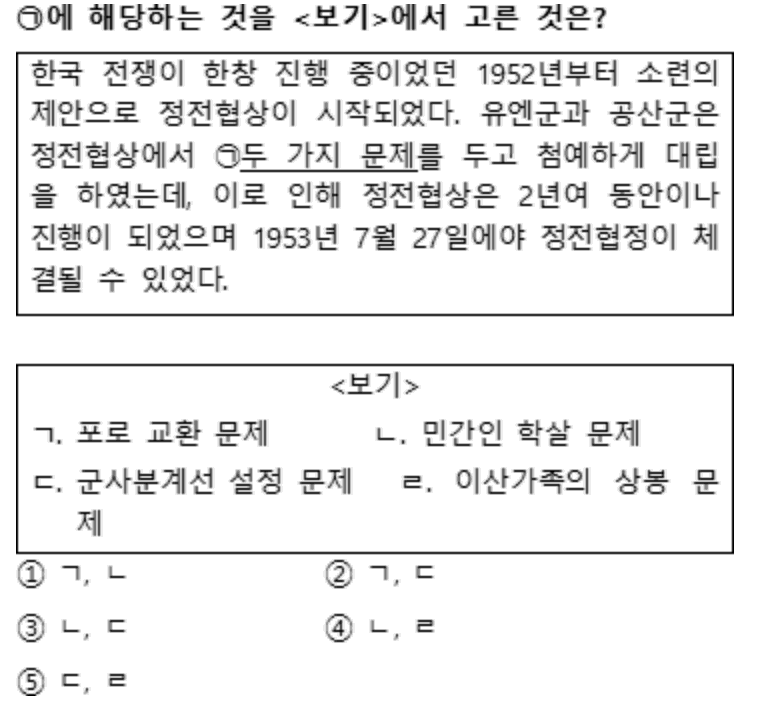 ㉠에 해당하는 것을 <보기>에서 고른 것은?
한국 전쟁이 한창 진행 중이었던 1952년부터 소련의
제안으로 정전협상이 시작되었다. 유엔군과 공산군은
정전협상에서 ㉠두 가지 문제를 두고 첨예하게 대립
을 하였는데, 이로 인해 정전협상은 2년여 동안이나
진행이 되었으며 1953년 7월 27일에야 정전협정이 체
결될 수 있었다.
<보기>
ㄱ. 포로 교환 문제 ㄴ. 민간인 학살 문제
ㄷ. 군사분계선 설정 문제 ㄹ. 이산가족의 상봉 문
제
① ㄱ, ㄴ ② ㄱ, ㄷ
③ ㄴ, ㄷ ④ ㄴ, ㄹ
⑤ ㄷ, ㄹ